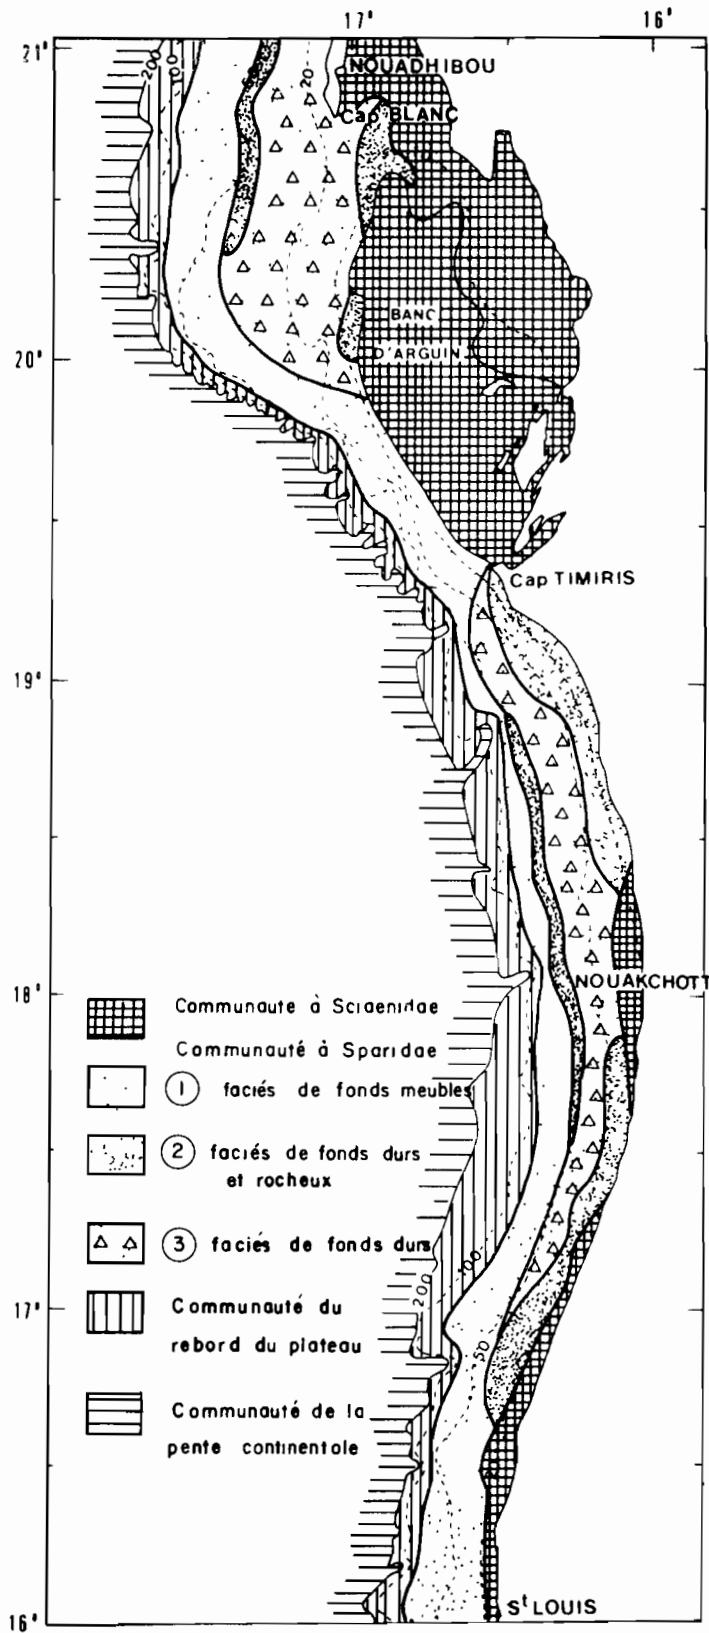 17°
16°
21°
200
100
50
20
NOUADHIBOU
Cap BLANC
BANC
D'ARGUIN
20°
Cap TIMIRIS
19°
18°
NOUAKCHOTT
Communaute à Sciaenidae
Communauté à Sparidae
1 faciés de fonds meubles
2 faciés de fonds durs
et rocheux
3 faciés de fonds durs
Communauté du
rebord du plateau
Communauté de la
pente continentole
200
100
50
17°
16°
St LOUIS